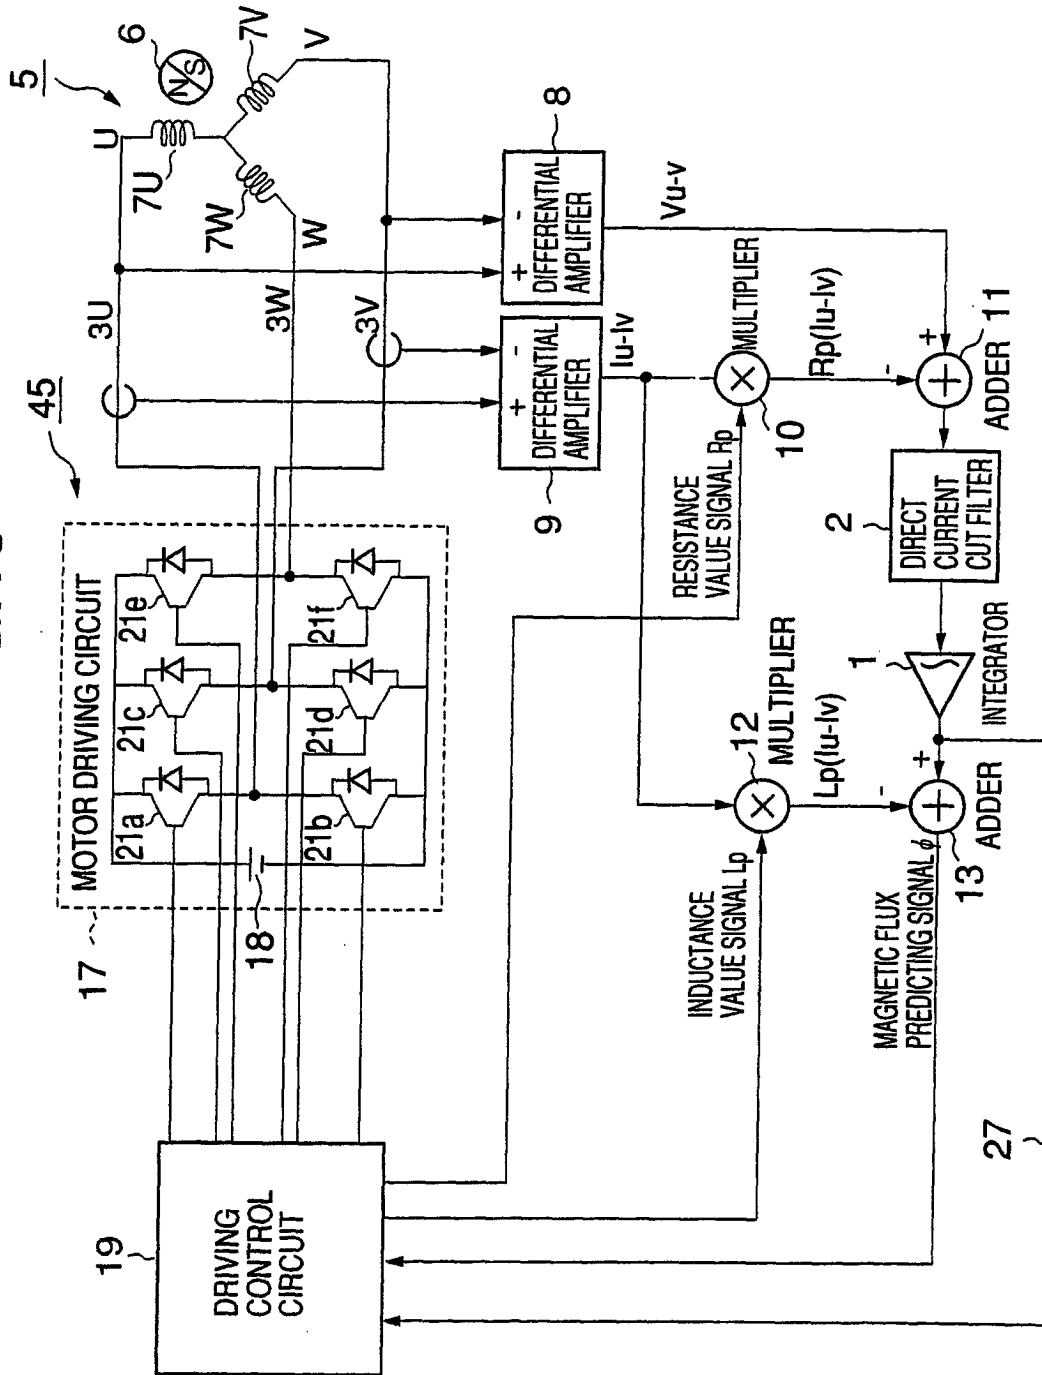 5
6
N
S
U
V
W
7U
7V
7W
3U
3W
3V
45
MOTOR DRIVING CIRCUIT
21a
21b
21c
21d
21e
21f
17
18
19
DRIVING
CONTROL
CIRCUIT
+
-
DIFFERENTIAL
AMPLIFIER
8
Vu-v
+
-
DIFFERENTIAL
AMPLIFIER
9
Iu-Iv
MULTIPLIER
×
10
RESISTANCE
VALUE SIGNAL Rp
Rp(Iu-Iv)
-
+
+
11
ADDER
2
DIRECT
CURRENT
CUT FILTER
1
∫
INTEGRATOR
12
MULTIPLIER
×
INDUCTANCE
VALUE SIGNAL Lp
Lp(Iu-Iv)
-
+
+
13
ADDER
MAGNETIC FLUX
PREDICTING SIGNAL ϕ
27